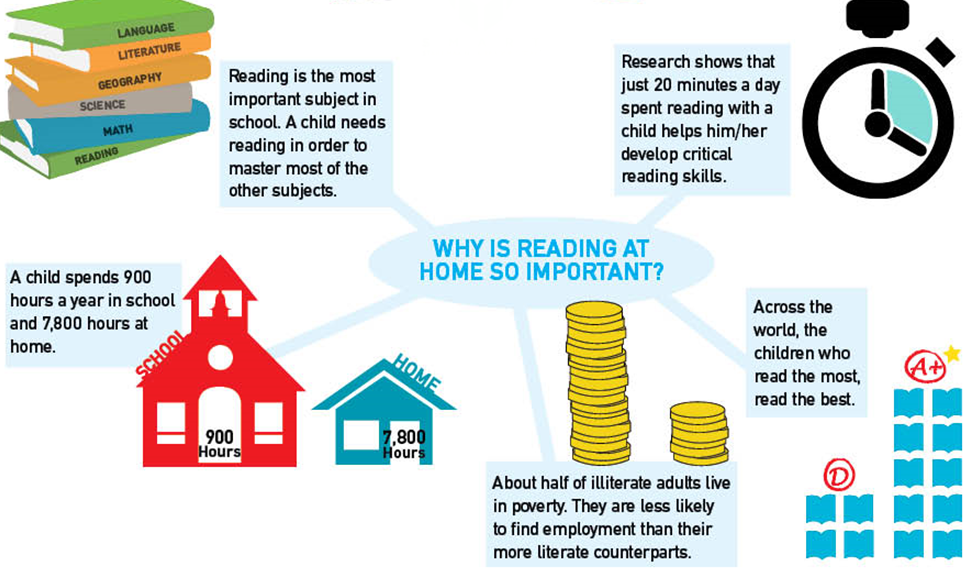 LANGUAGE
LITERATURE
GEOGRAPHY
SCIENCE
MATH
READING
Reading is the most
important subject in
school. A child needs
reading in order to
master most of the
other subjects.
Research shows that
just 20 minutes a day
spent reading with a
child helps him/her
develop critical
reading skills.
WHY IS READING AT
HOME SO IMPORTANT?
A child spends 900
hours a year in school
and 7,800 hours at
home.
SCHOOL
900
Hours
HOME
7,800
Hours
About half of illiterate adults live
in poverty. They are less likely
to find employment than their
more literate counterparts.
Across the
world, the
children who
read the most,
read the best.
D
A+